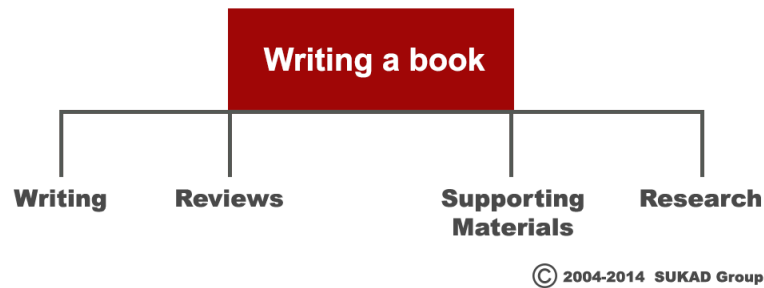 Writing a book
Writing
Reviews
Supporting
Materials
Research
© 2004-2014 SUKAD Group